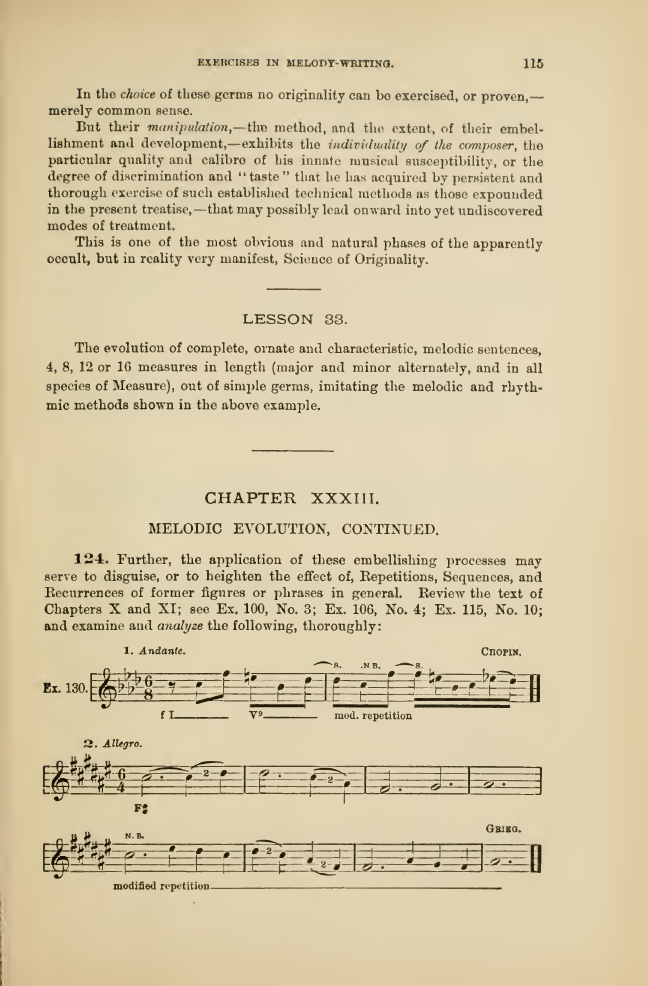 EXERCISES IN MELODY-WRITING. 115
In the choice of these germs no originality can be exercised, or proven,—
merely common sense.
But their manipulation,—the method, and the extent, of their embel-
lishment and development,—exhibits the individuality of the composer, the
particular quality and calibre of his innate musical susceptibility, or the
degree of discrimination and "taste" that he has acquired by persistent and
thorough exercise of such established technical methods as those expounded
in the present treatise,—that may possibly lead onward into yet undiscovered
modes of treatment.
This is one of the most obvious and natural phases of the apparently
occult, but in reality very manifest, Science of Originality.
LESSON 33.
The evolution of complete, ornate and characteristic, melodic sentences,
4, 8, 12 or 16 measures in length (major and minor alternately, and in all
species of Measure), out of simple germs, imitating the melodic and rhyth-
mic methods shown in the above example.
CHAPTER XXXIII.
MELODIC EVOLUTION, CONTINUED.
124. Further, the application of these embellishing processes may
serve to disguise, or to heighten the effect of, Repetitions, Sequences, and
Recurrences of former figures or phrases in general. Review the text of
Chapters X and XI; see Ex. 100, No. 3; Ex. 106, No. 4; Ex. 115, No. 10;
and examine and analyze the following, thoroughly:
1. Andante. CHOPIN.
s. .N B. s.
Ex. 130. 6 8
f I V9 mod. repetition
2. Allegro.
6 4 2 2
F♯
N. B. GRIEG.
2 2
modified repetition